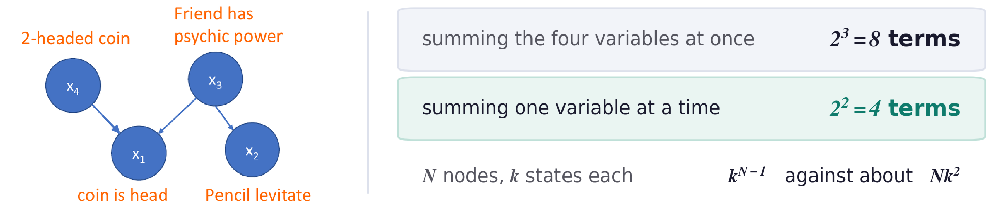 Friend has
psychic power
2-headed coin
x₄
x₃
x₁
x₂
coin is head
Pencil levitate
summing the four variables at once 2³ = 8 terms
summing one variable at a time 2² = 4 terms
N nodes, k states each kᴺ⁻¹ against about Nk²